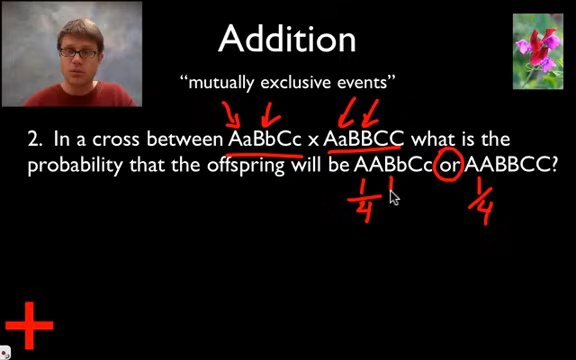 Addition
"mutually exclusive events"
2. In a cross between AaBbCc x AaBBCC what is the
probability that the offspring will be AABbCc or AABBCC?
1/4 1 1/4
+